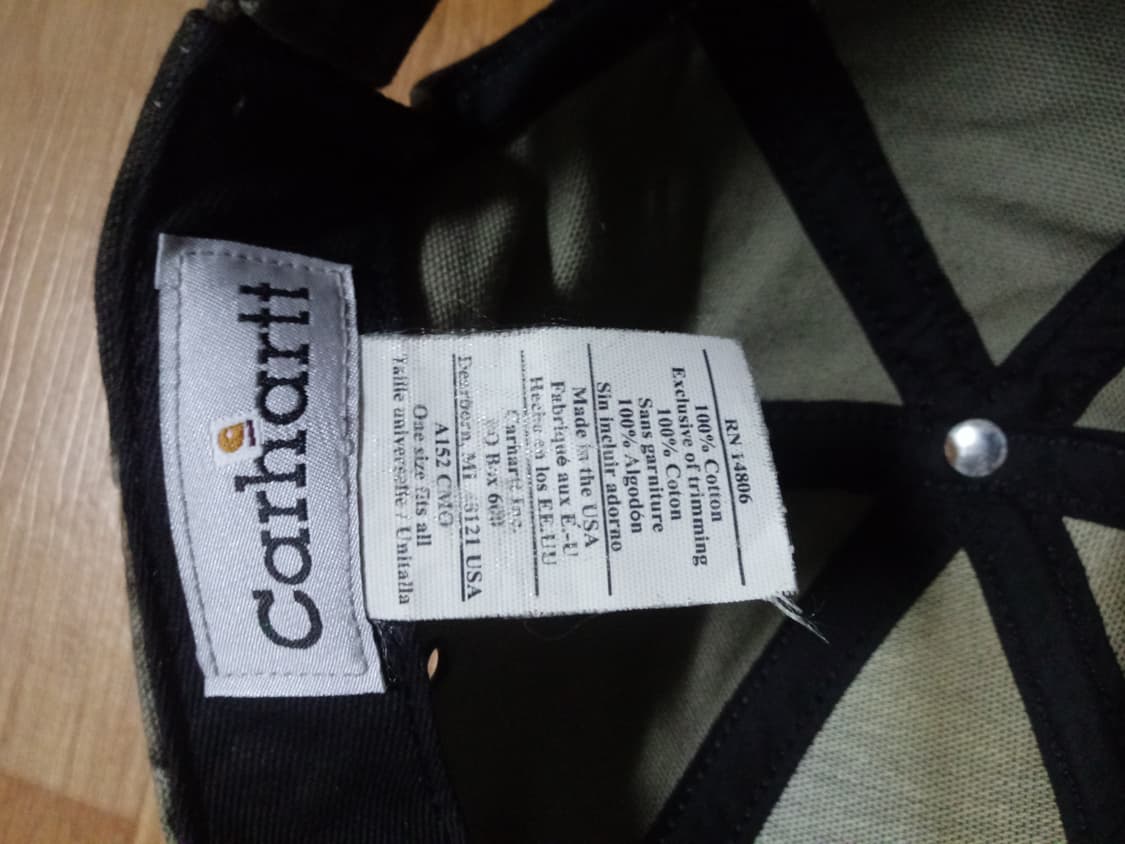 Carhartt
RN 14806
100% Cotton
Exclusive of trimming
100% Coton
Sans garniture
100% Algodón
Sin incluir adorno
Made in the USA
Fabriqué aux E.-U
Hecho en los EE.UU
Carhartt Inc.
PO Box 600
Dearborn, Mi 48121 USA
A152 CMO
One size fits all
Taille universelle / Unitalla